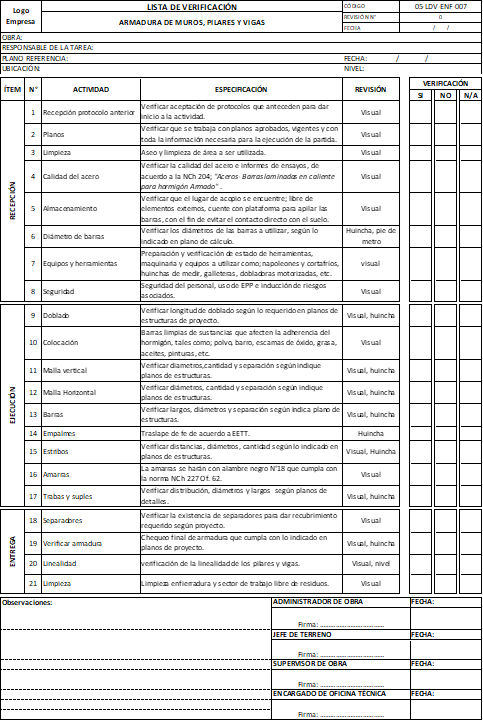 Logo
Empresa
LISTA DE VERIFICACIÓN
ARMADURA DE MUROS, PILARES Y VIGAS
CÓDIGO 05 LDV ENF 007
REVISIÓN N° 0
FECHA / /
OBRA:
RESPONSABLE DE LA TAREA:
PLANO REFERENCIA: FECHA: / /
UBICACIÓN: NIVEL:
ÍTEM N° ACTIVIDAD ESPECIFICACIÓN REVISIÓN VERIFICACIÓN
SI NO N/A
RECEPCIÓN
1 Recepción protocolo anterior Verificar aceptación de protocolos que anteceden para dar
inicio a la actividad. Visual
2 Planos Verificar que se trabaja con planos aprobados, vigentes y con
toda la información necesaria para la ejecución de la partida. Visual
3 Limpieza Aseo y limpieza de área a ser utilizada. Visual
4 Calidad del acero Verificar la calidad del acero e informes de ensayos, de
acuerdo a la NCh 204; "Aceros- Barras laminadas en caliente
para hormigón Armado" . Visual
5 Almacenamiento Verificar que el lugar de acopio se encuentre; libre de
elementos externos, cuente con plataforma para apilar las
barras, con el fin de evitar el contacto directo con el suelo. Visual
6 Diámetro de barras Verificar los diámetros de las barras a utilizar, según lo
indicado en plano de cálculo. Huincha, pie de
metro
7 Equipos y herramientas Preparación y verificación de estado de herramientas,
maquinaria y equipos a utilizar como; napoleones y cortafríos,
huinchas de medir, galleteras, dobladoras motorizadas, etc. visual
8 Seguridad Seguridad del personal, uso de EPP e inducción de riesgos
asociados. Visual
EJECUCIÓN
9 Doblado Verificar longitud de doblado según lo requerido en planos de
estructuras de proyecto. Visual, huincha
10 Colocación Barras limpias de sustancias que afecten la adherencia del
hormigón, tales como; polvo, barro, escamas de óxido, grasa,
aceites, pinturas, etc. Visual
11 Malla vertical Verificar diametros,cantidad y separación según indique
planos de estructuras. Visual, huincha
12 Malla Horizontal Verificar diámetros, cantidad y separación según indique
planos de estructuras. Visual, huincha
13 Barras Verificar largos, diámetros y separación según indica plano de
estructuras. Visual, huincha
14 Empalmes Traslape de fe de acuerdo a EETT. Huincha
15 Estribos Verificar distancias, diámetros, cantidad según lo indicado en
planos de estructuras. Visual, Huincha
16 Amarras La amarras se harán con alambre negro N°18 que cumpla con
la norma NCh 227 Of. 62. Visual
17 Trabas y suples Verificar distribución, diámetros y largos según planos de
detalles. Visual, huincha
ENTREGA
18 Separadores Verificar la existencia de separadores para dar recubrimiento
requerido según proyecto. Visual
19 Verificar armadura Chequeo final de armadura que cumpla con lo indicado en
planos de proyecto. Visual, huincha
20 Linealidad verificación de la linealidad de los pilares y vigas. Visual, nivel
21 Limpieza Limpieza enfierradura y sector de trabajo libre de residuos. Visual
Observaciones:
ADMINISTRADOR DE OBRA FECHA:
Firma: ................................
JEFE DE TERRENO FECHA:
Firma: ................................
SUPERVISOR DE OBRA FECHA:
Firma: ................................
ENCARGADO DE OFICINA TÉCNICA FECHA:
Firma: ................................